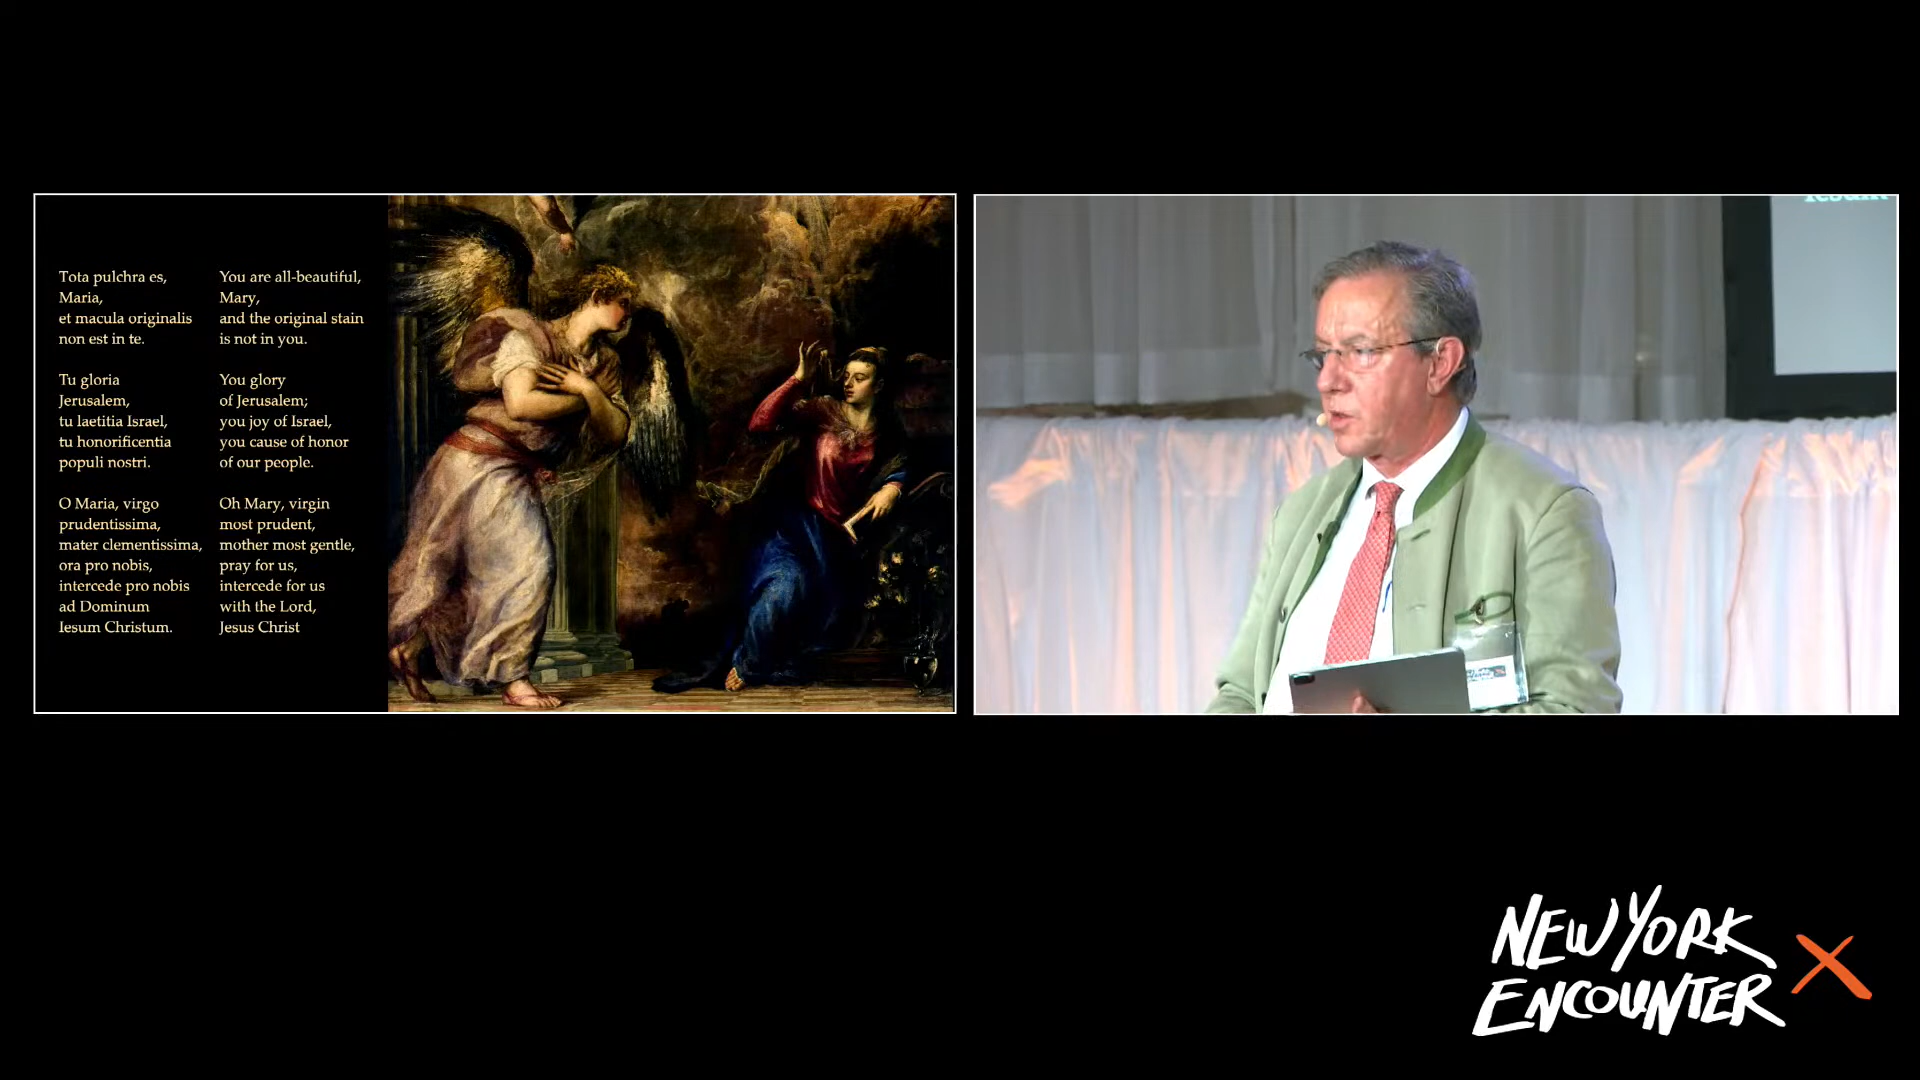 Tota pulchra es,
Maria,
et macula originalis
non est in te.
Tu gloria
Jerusalem,
tu laetitia Israel,
tu honorificentia
populi nostri.
O Maria, virgo
prudentissima,
mater clementissima,
ora pro nobis,
intercede pro nobis
ad Dominum
Iesum Christum.
You are all-beautiful,
Mary,
and the original stain
is not in you.
You glory
of Jerusalem;
you joy of Israel,
you cause of honor
of our people.
Oh Mary, virgin
most prudent,
mother most gentle,
pray for us,
intercede for us
with the Lord,
Jesus Christ
NEW YORK
ENCOUNTER